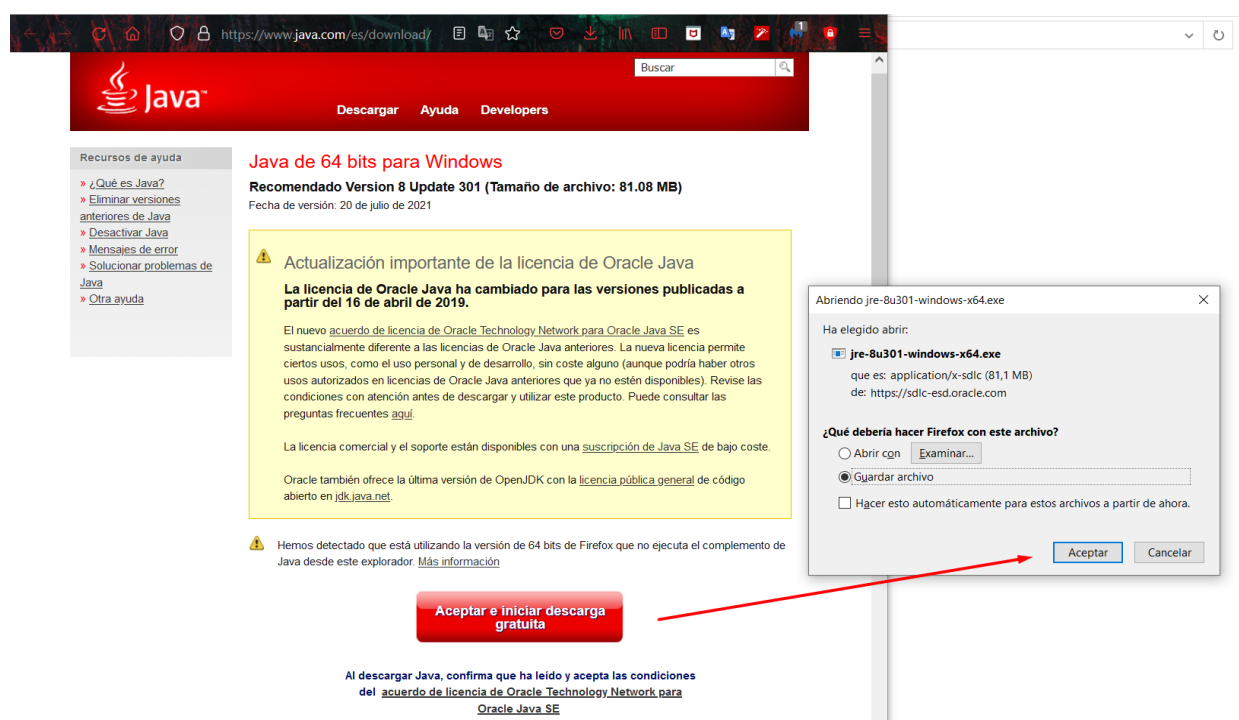 https://www.java.com/es/download/
1
Buscar
Java™
Descargar Ayuda Developers
Recursos de ayuda
» ¿Qué es Java?
» Eliminar versiones
anteriores de Java
» Desactivar Java
» Mensajes de error
» Solucionar problemas de
Java
» Otra ayuda
Java de 64 bits para Windows
Recomendado Version 8 Update 301 (Tamaño de archivo: 81.08 MB)
Fecha de versión: 20 de julio de 2021
Actualización importante de la licencia de Oracle Java
La licencia de Oracle Java ha cambiado para las versiones publicadas a
partir del 16 de abril de 2019.
El nuevo acuerdo de licencia de Oracle Technology Network para Oracle Java SE es
sustancialmente diferente a las licencias de Oracle Java anteriores. La nueva licencia permite
ciertos usos, como el uso personal y de desarrollo, sin coste alguno (aunque podría haber otros
usos autorizados en licencias de Oracle Java anteriores que ya no estén disponibles). Revise las
condiciones con atención antes de descargar y utilizar este producto. Puede consultar las
preguntas frecuentes aquí.
La licencia comercial y el soporte están disponibles con una suscripción de Java SE de bajo coste.
Oracle también ofrece la última versión de OpenJDK con la licencia pública general de código
abierto en jdk.java.net.
Hemos detectado que está utilizando la versión de 64 bits de Firefox que no ejecuta el complemento de
Java desde este explorador. Más información
Aceptar e iniciar descarga
gratuita
Al descargar Java, confirma que ha leído y acepta las condiciones
del acuerdo de licencia de Oracle Technology Network para
Oracle Java SE
Abriendo jre-8u301-windows-x64.exe
Ha elegido abrir:
jre-8u301-windows-x64.exe
que es: application/x-sdlc (81,1 MB)
de: https://sdlc-esd.oracle.com
¿Qué debería hacer Firefox con este archivo?
Abrir con Examinar...
Guardar archivo
Hacer esto automáticamente para estos archivos a partir de ahora.
Aceptar Cancelar